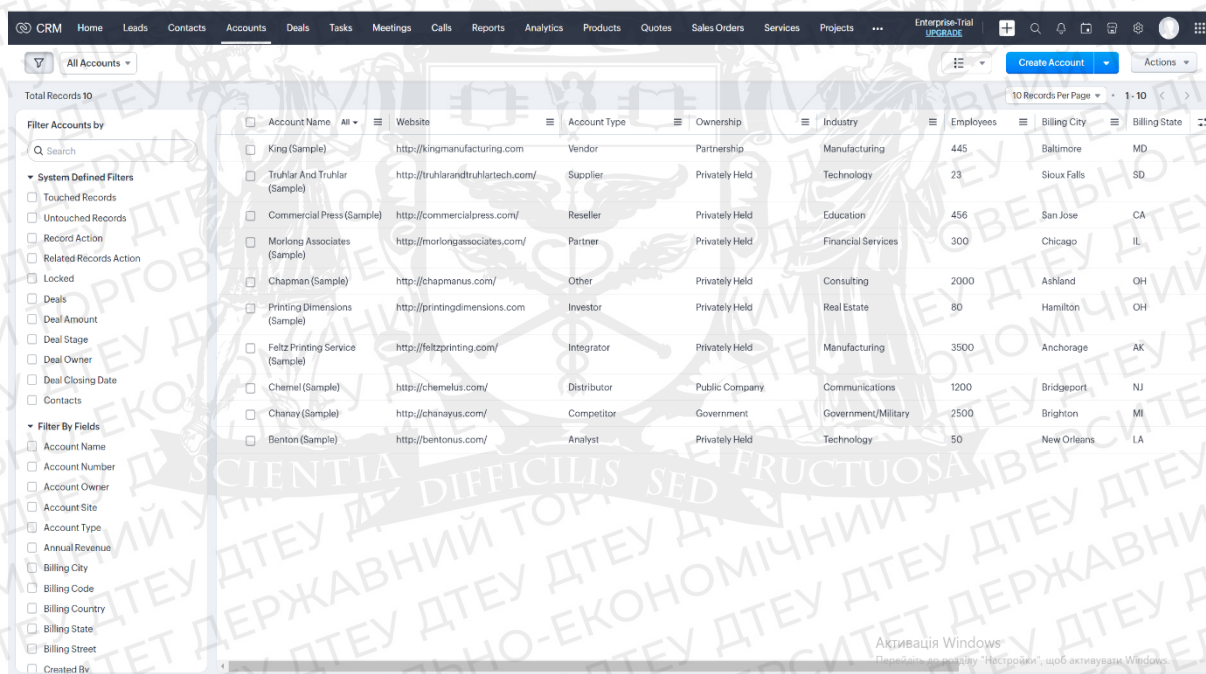 CRM Home Leads Contacts Accounts Deals Tasks Meetings Calls Reports Analytics Products Quotes Sales Orders Services Projects ••• Enterprise-Trial
UPGRADE
All Accounts
Create Account
Actions
Total Records 10
10 Records Per Page
1 - 10
Filter Accounts by
Search
System Defined Filters
Touched Records
Untouched Records
Record Action
Related Records Action
Locked
Deals
Deal Amount
Deal Stage
Deal Owner
Deal Closing Date
Contacts
Filter By Fields
Account Name
Account Number
Account Owner
Account Site
Account Type
Annual Revenue
Billing City
Billing Code
Billing Country
Billing State
Billing Street
Created By
Account Name All Website Account Type Ownership Industry Employees Billing City Billing State
King (Sample) http://kingmanufacturing.com Vendor Partnership Manufacturing 445 Baltimore MD
Truhlar And Truhlar http://truhlarandtruhlartech.com/ Supplier Privately Held Technology 23 Sioux Falls SD
(Sample)
Commercial Press (Sample) http://commercialpress.com/ Reseller Privately Held Education 456 San Jose CA
Morlong Associates http://morlongassociates.com/ Partner Privately Held Financial Services 300 Chicago IL
(Sample)
Chapman (Sample) http://chapmanus.com/ Other Privately Held Consulting 2000 Ashland OH
Printing Dimensions http://printingdimensions.com Investor Privately Held Real Estate 80 Hamilton OH
(Sample)
Feltz Printing Service http://feltzprinting.com/ Integrator Privately Held Manufacturing 3500 Anchorage AK
(Sample)
Chemel (Sample) http://chemelus.com/ Distributor Public Company Communications 1200 Bridgeport NJ
Chanay (Sample) http://chanayus.com/ Competitor Government Government/Military 2500 Brighton MI
Benton (Sample) http://bentonus.com/ Analyst Privately Held Technology 50 New Orleans LA
SCIENTIA DIFFICILIS SED FRUCTUOSA
Активація Windows
Перейдіть до розділу "Настройки", щоб активувати Windows.